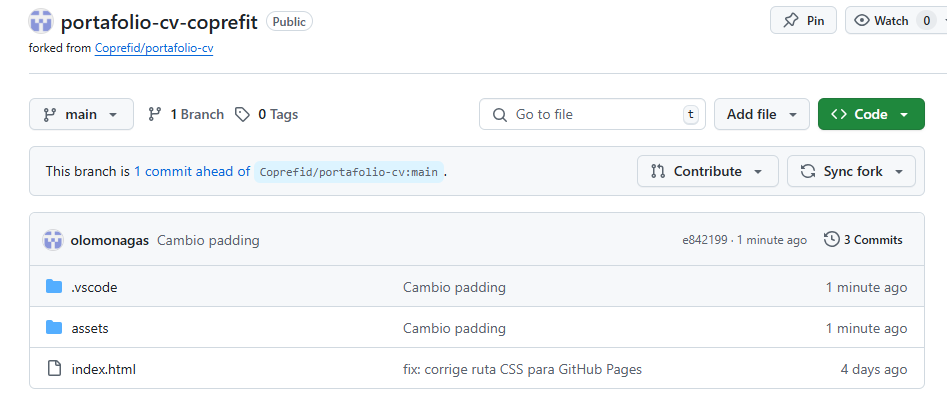 portafolio-cv-coprefit Public Pin Watch 0
forked from Coprefid/portafolio-cv
main 1 Branch 0 Tags Go to file t Add file Code
This branch is 1 commit ahead of Coprefid/portafolio-cv:main . Contribute Sync fork
olomonagas Cambio padding e842199 · 1 minute ago 3 Commits
.vscode Cambio padding 1 minute ago
assets Cambio padding 1 minute ago
index.html fix: corrige ruta CSS para GitHub Pages 4 days ago